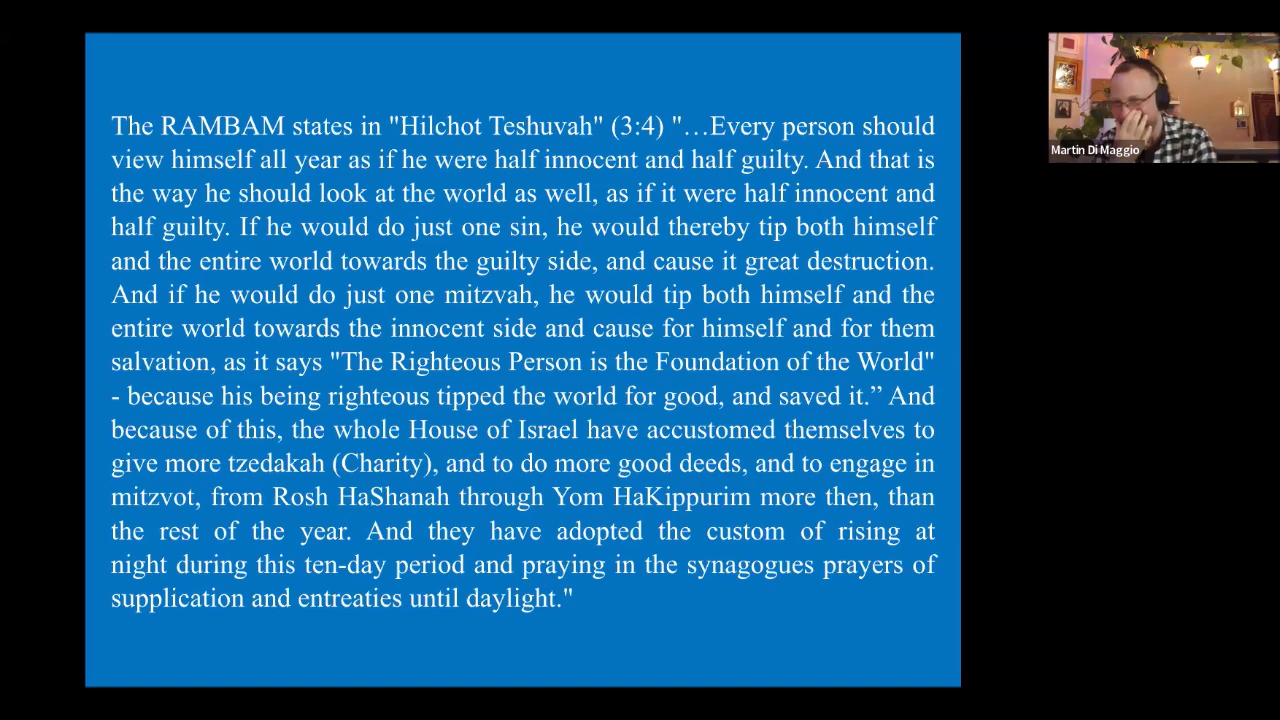 The RAMBAM states in "Hilchot Teshuvah" (3:4) "…Every person should
view himself all year as if he were half innocent and half guilty. And that is
the way he should look at the world as well, as if it were half innocent and
half guilty. If he would do just one sin, he would thereby tip both himself
and the entire world towards the guilty side, and cause it great destruction.
And if he would do just one mitzvah, he would tip both himself and the
entire world towards the innocent side and cause for himself and for them
salvation, as it says "The Righteous Person is the Foundation of the World"
- because his being righteous tipped the world for good, and saved it.” And
because of this, the whole House of Israel have accustomed themselves to
give more tzedakah (Charity), and to do more good deeds, and to engage in
mitzvot, from Rosh HaShanah through Yom HaKippurim more then, than
the rest of the year. And they have adopted the custom of rising at
night during this ten-day period and praying in the synagogues prayers of
supplication and entreaties until daylight."
Martin Di Maggio